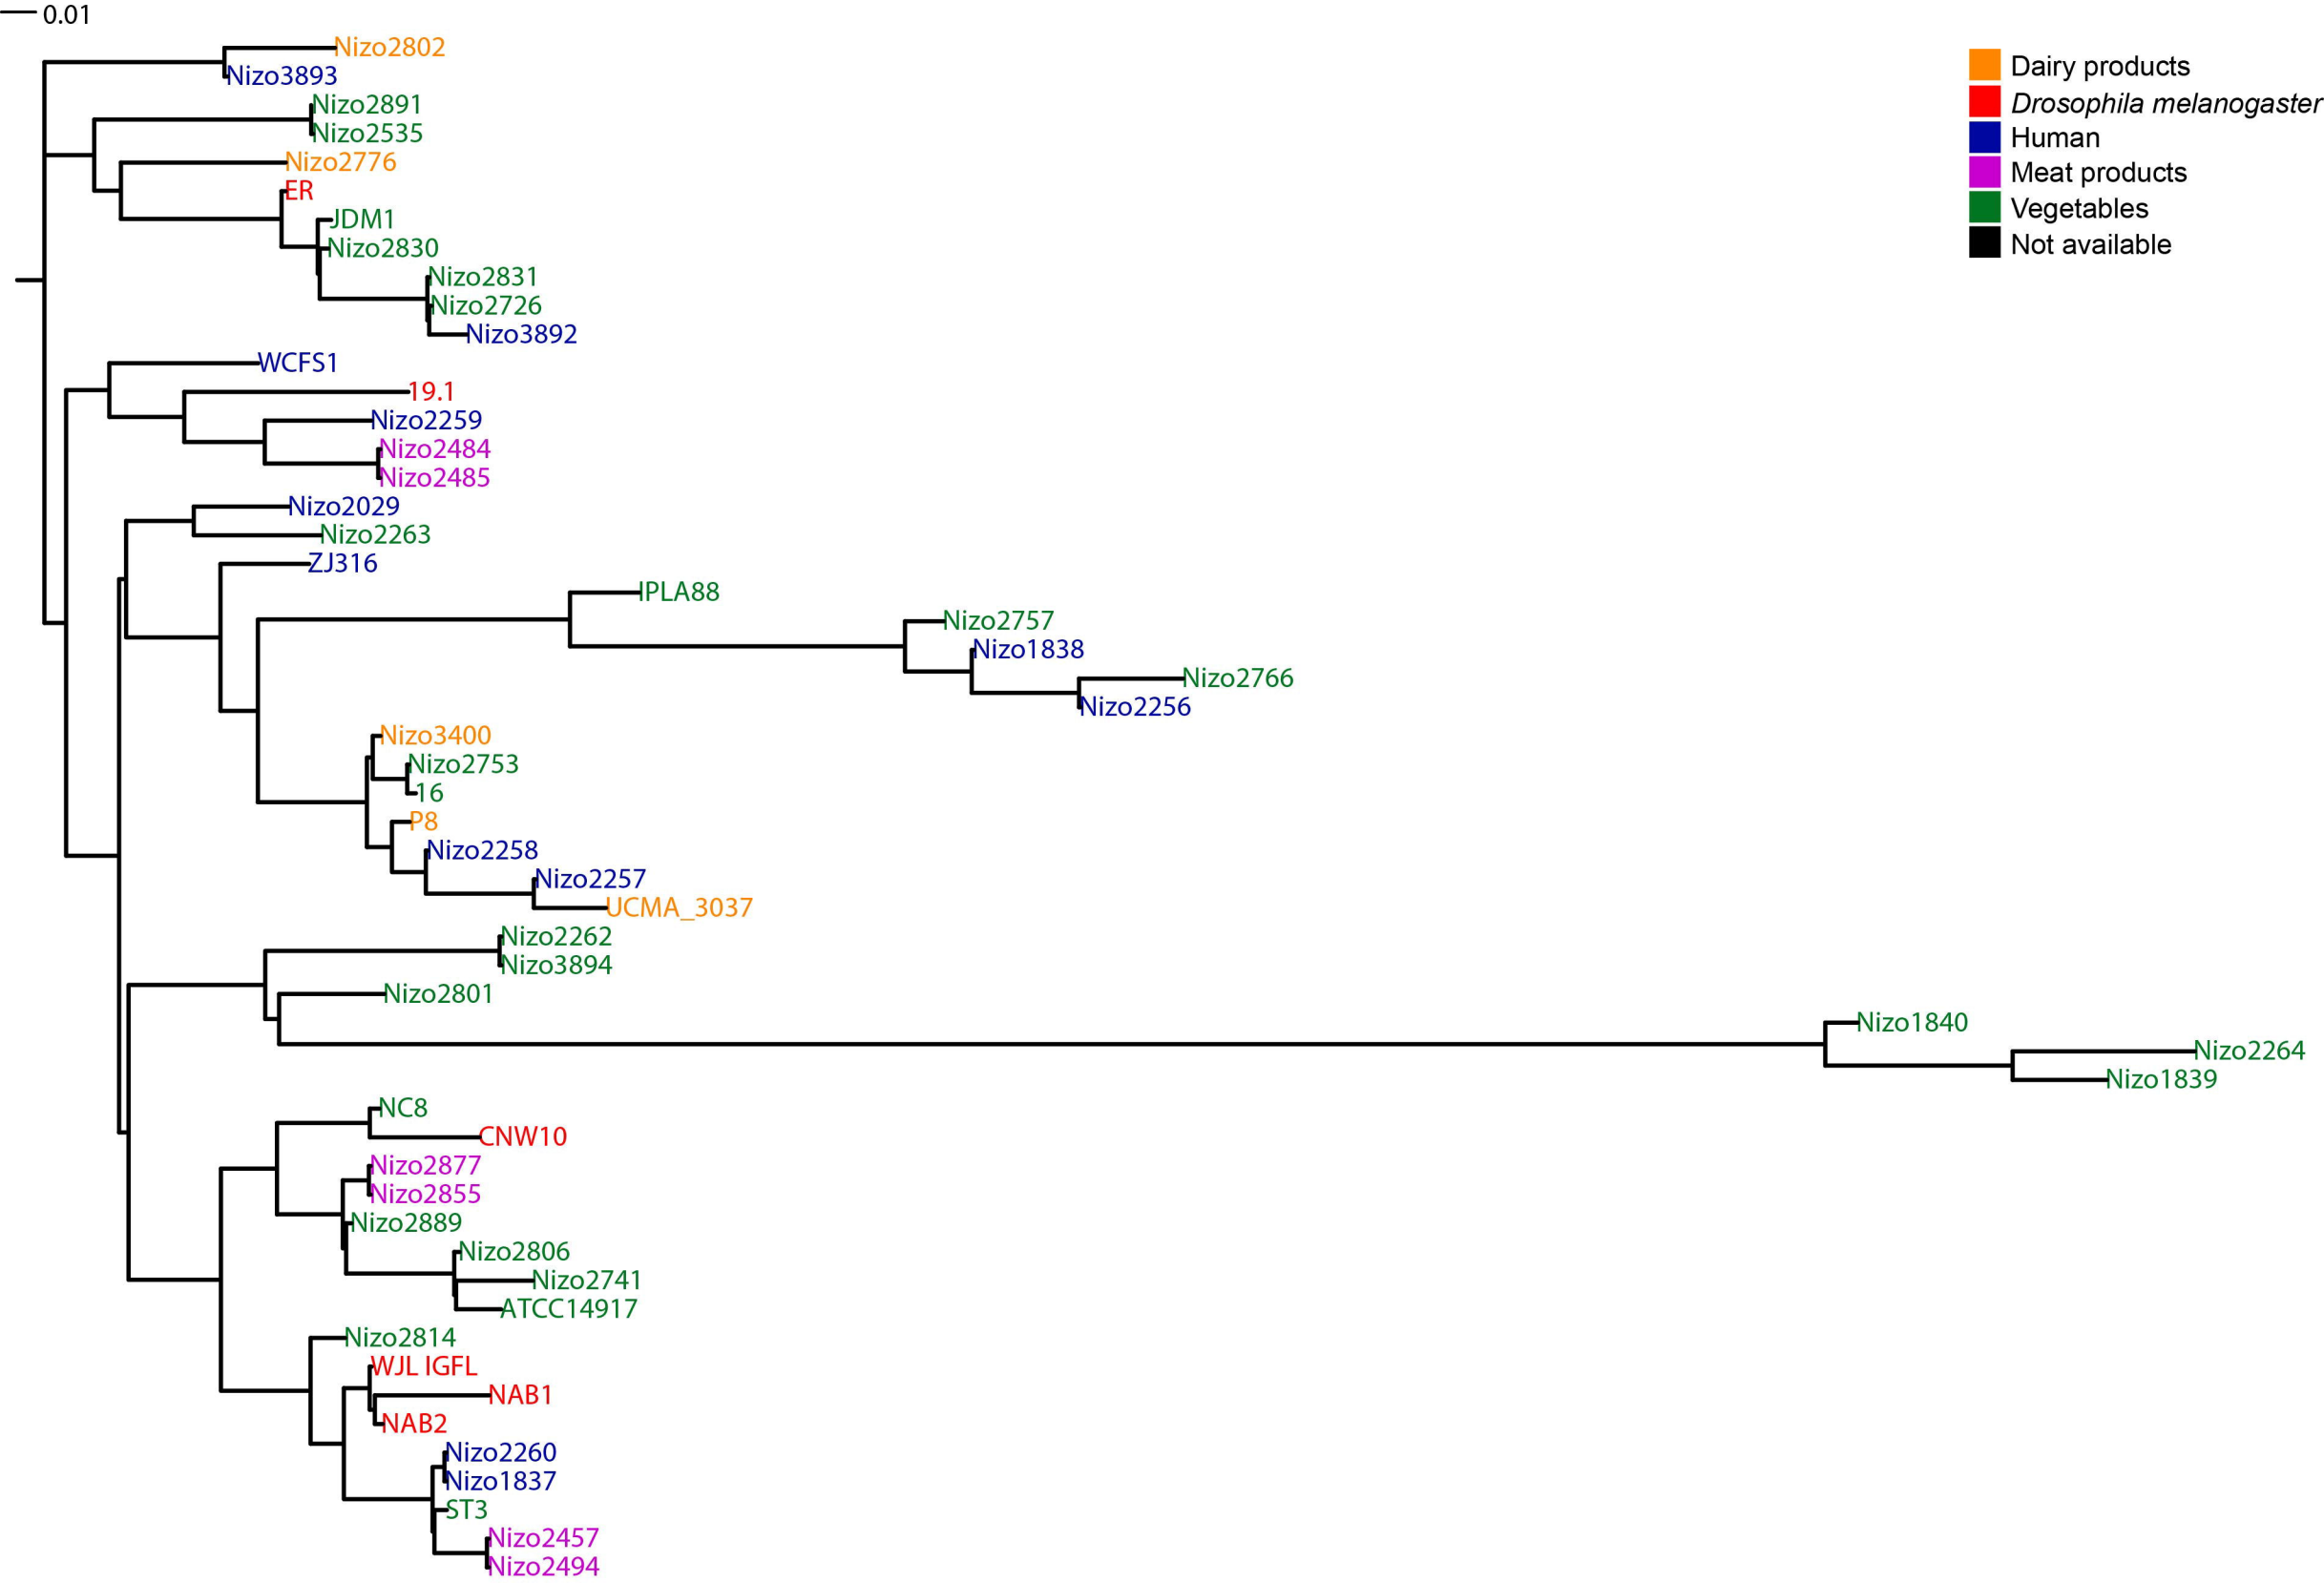 0.01
Nizo2802
Nizo3893
Nizo2891
Nizo2535
Nizo2776
ER
JDM1
Nizo2830
Nizo2831
Nizo2726
Nizo3892
WCFS1
19.1
Nizo2259
Nizo2484
Nizo2485
Nizo2029
Nizo2263
ZJ316
IPLA88
Nizo2757
Nizo1838
Nizo2766
Nizo2256
Nizo3400
Nizo2753
16
P8
Nizo2258
Nizo2257
UCMA_3037
Nizo2262
Nizo3894
Nizo2801
Nizo1840
Nizo2264
Nizo1839
NC8
CNW10
Nizo2877
Nizo2855
Nizo2889
Nizo2806
Nizo2741
ATCC14917
Nizo2814
WJL IGFL
NAB1
NAB2
Nizo2260
Nizo1837
ST3
Nizo2457
Nizo2494
Dairy products
Drosophila melanogaster
Human
Meat products
Vegetables
Not available